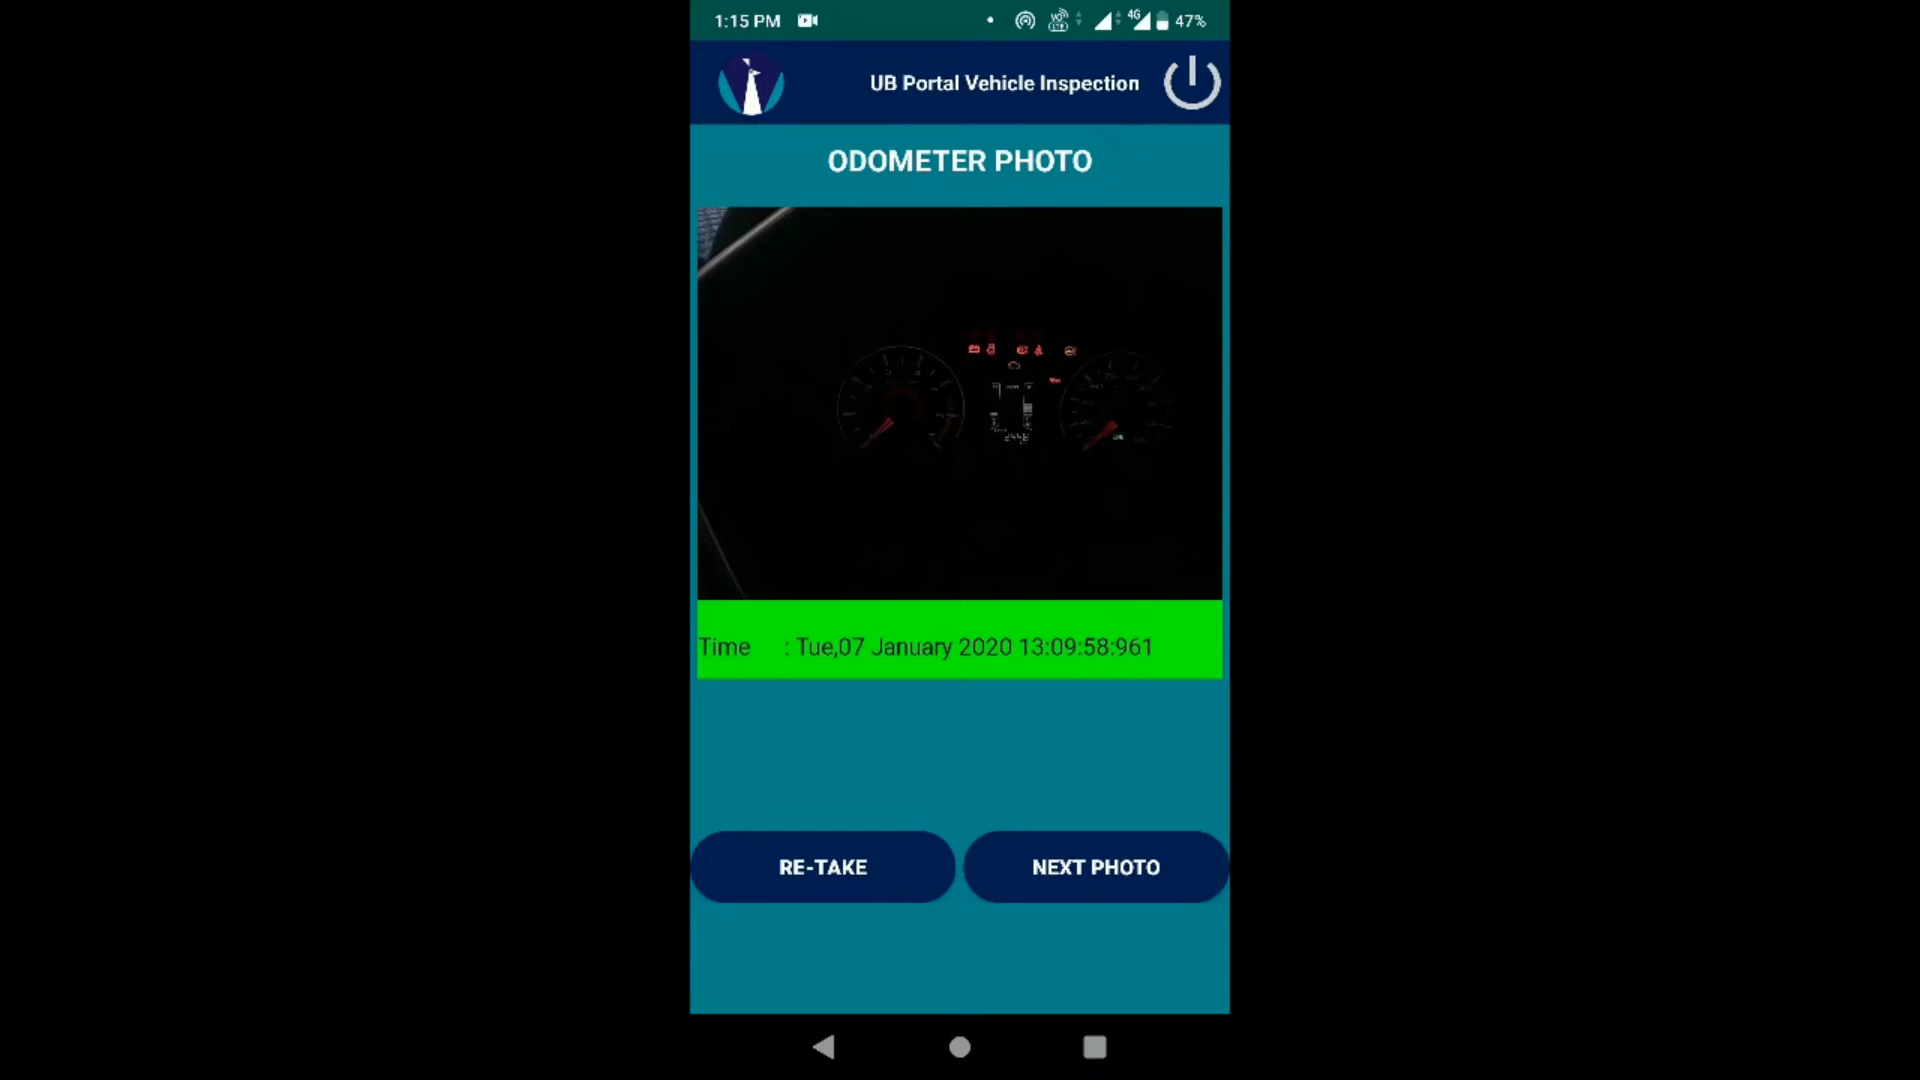 1:15 PM 4G 47%
UB Portal Vehicle Inspection
ODOMETER PHOTO
Time : Tue,07 January 2020 13:09:58:961
RE-TAKE NEXT PHOTO